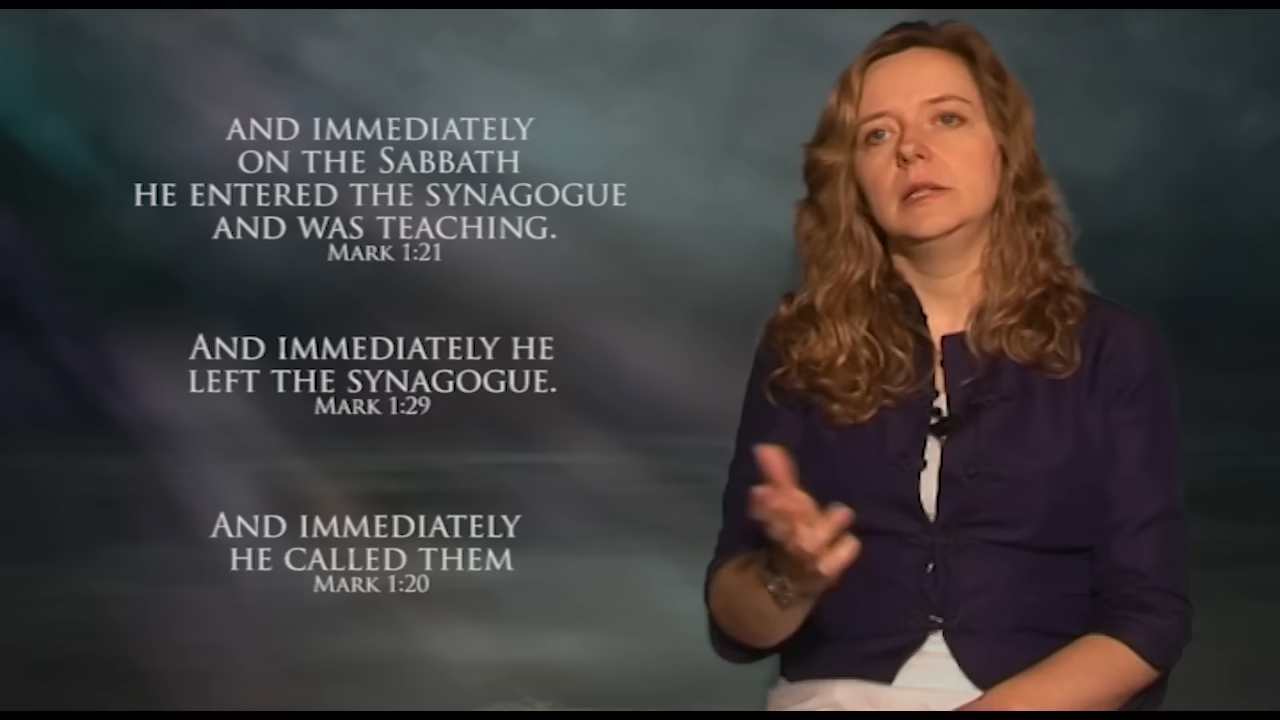 AND IMMEDIATELY
ON THE SABBATH
HE ENTERED THE SYNAGOGUE
AND WAS TEACHING.
MARK 1:21
AND IMMEDIATELY HE
LEFT THE SYNAGOGUE.
MARK 1:29
AND IMMEDIATELY
HE CALLED THEM
MARK 1:20